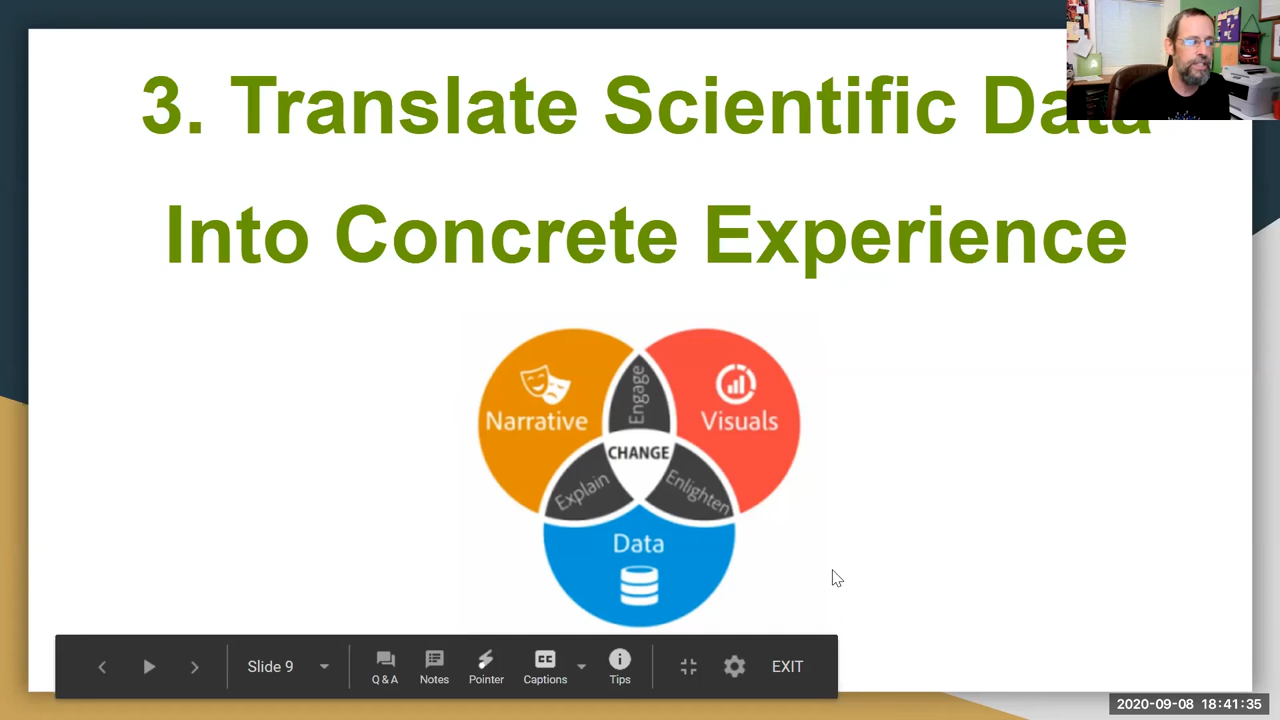 3. Translate Scientific Data
Into Concrete Experience
Narrative
Engage
Visuals
CHANGE
Explain
Enlighten
Data
Slide 9
Q & A
Notes
Pointer
CC
Captions
Tips
EXIT
2020-09-08 18:41:35